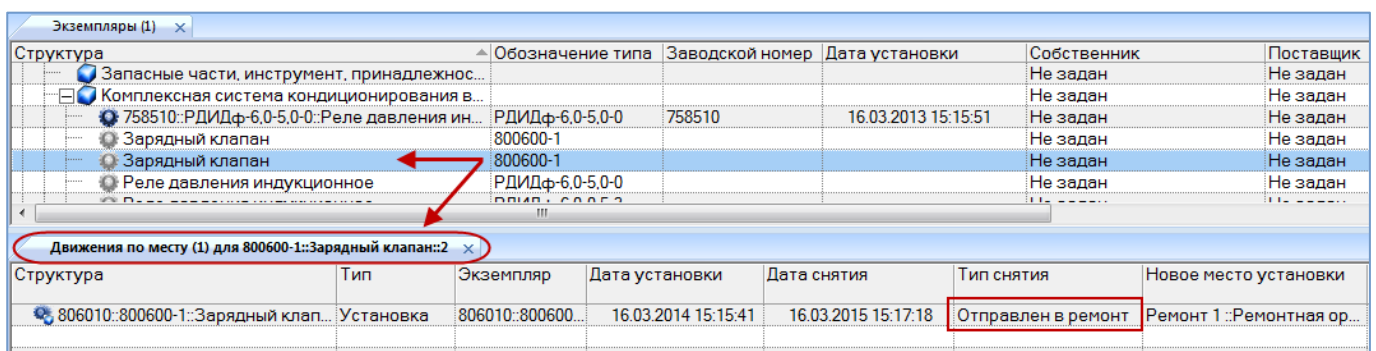 Экземпляры (1)
Структура Обозначение типа Заводской номер Дата установки Собственник Поставщик
Запасные части, инструмент, принадлежнос... Не задан Не задан
Комплексная система кондиционирования в... Не задан Не задан
758510::РДИДф-6,0-5,0-0::Реле давления ин... РДИДф-6,0-5,0-0 758510 16.03.2013 15:15:51 Не задан Не задан
Зарядный клапан 800600-1 Не задан Не задан
Зарядный клапан 800600-1 Не задан Не задан
Реле давления индукционное РДИДф-6,0-5,0-0 Не задан Не задан
Движения по месту (1) для 800600-1::Зарядный клапан::2
Структура Тип Экземпляр Дата установки Дата снятия Тип снятия Новое место установки
806010::800600-1::Зарядный клап... Установка 806010::800600... 16.03.2014 15:15:41 16.03.2015 15:17:18 Отправлен в ремонт Ремонт 1 ::Ремонтная ор...